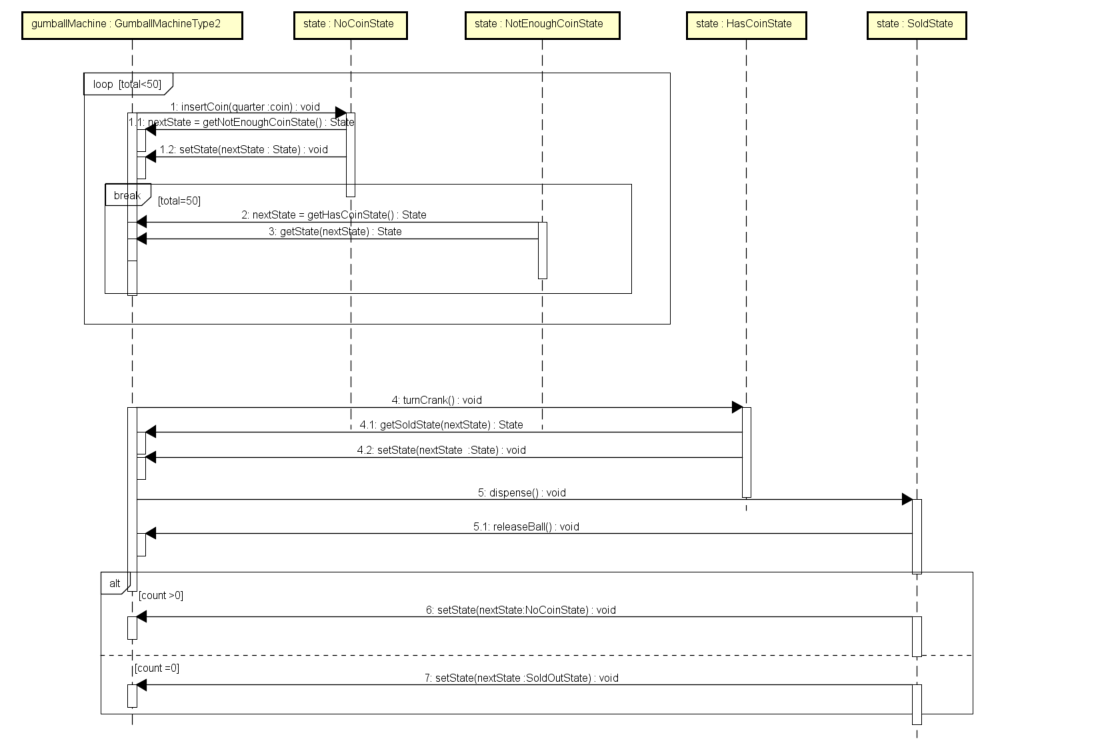 gumballMachine : GumballMachineType2
state : NoCoinState
state : NotEnoughCoinState
state : HasCoinState
state : SoldState
loop [total<50]
1: insertCoin(quarter :coin) : void
1.1: nextState = getNotEnoughCoinState() : State
1.2: setState(nextState : State) : void
break
[total=50]
2: nextState = getHasCoinState() : State
3: getState(nextState) : State
4: turnCrank() : void
4.1: getSoldState(nextState) : State
4.2: setState(nextState :State) : void
5: dispense() : void
5.1: releaseBall() : void
alt
[count >0]
6: setState(nextState:NoCoinState) : void
[count =0]
7: setState(nextState :SoldOutState) : void